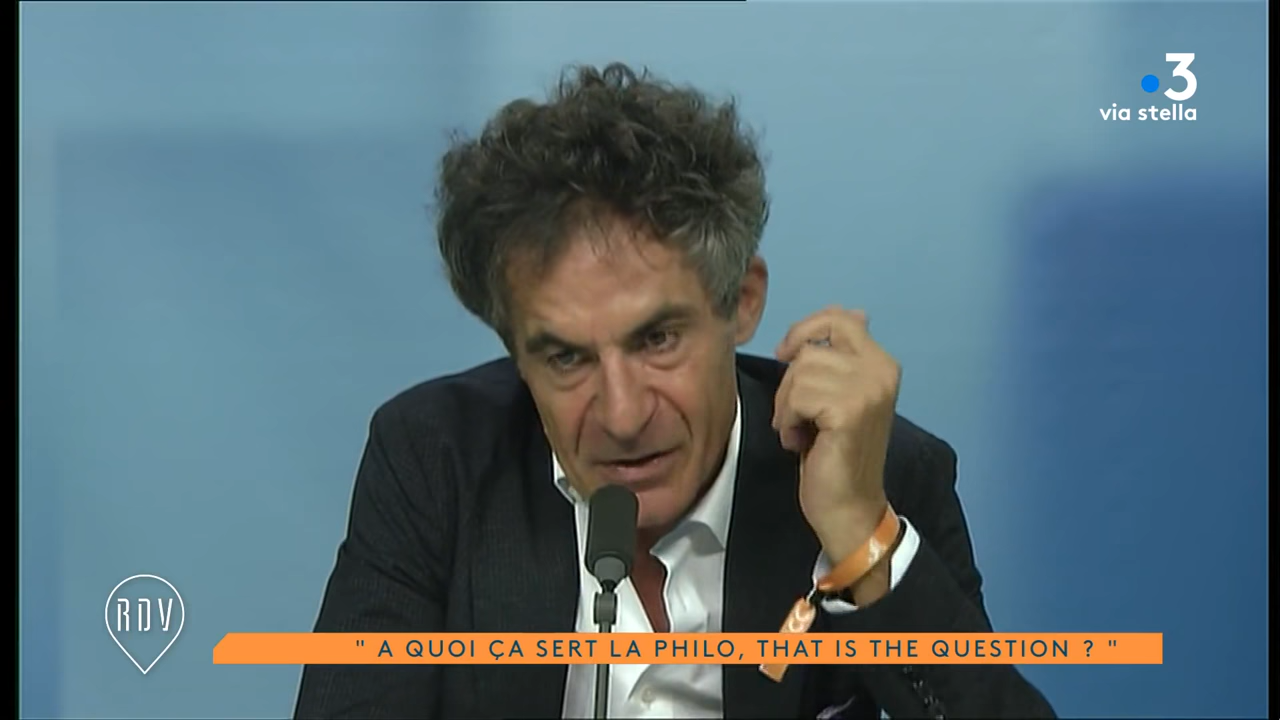 3
via stella
RDV
" A QUOI ÇA SERT LA PHILO, THAT IS THE QUESTION ? "